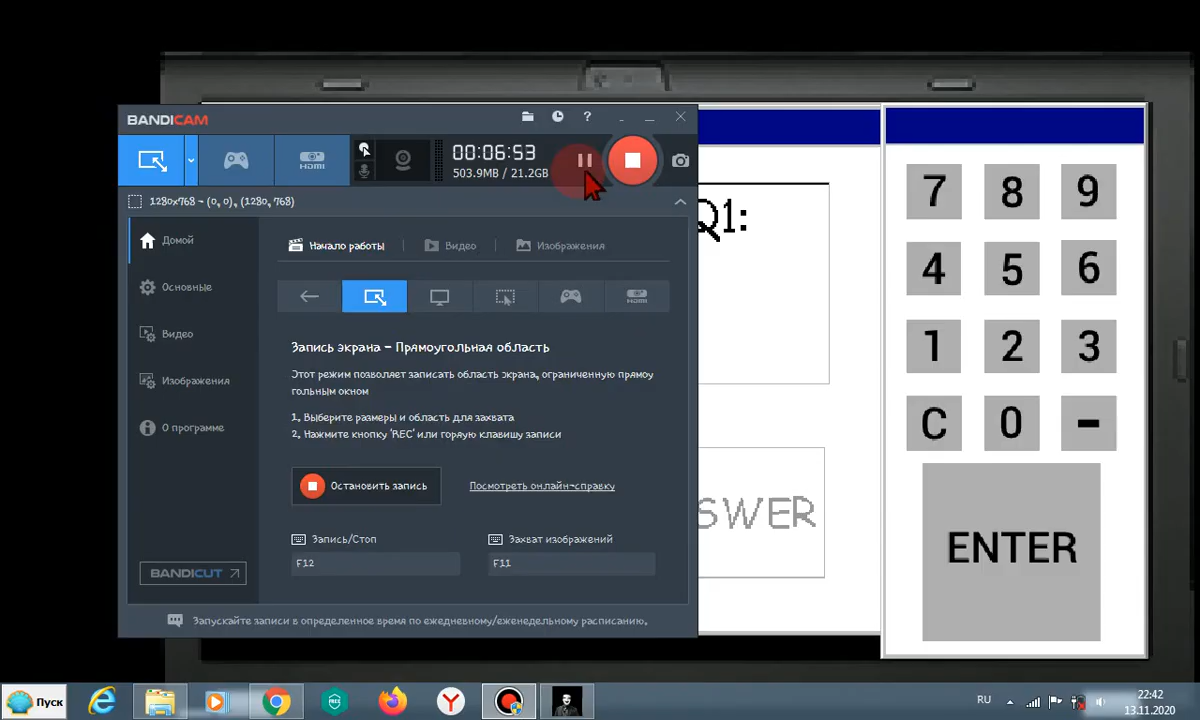 BANDICAM
?
HDMI
00:06:53
503.9MB / 21.2GB
1280x768 - (0, 0), (1280, 768)
Домой
Основные
Видео
Изображения
О программе
BANDICUT
Начало работы
Видео
Изображения
HDMI
Запись экрана - Прямоугольная область
Этот режим позволяет записать область экрана, ограниченную прямоу
гольным окном
1, Выберите размеры и область для захвата
2, Нажмите кнопку 'REC' или горячую клавишу записи
Остановить запись
Посмотреть онлайн-справку
Запись/Стоп
Захват изображений
F12
F11
Запускайте записи в определенное время по ежедневному/еженедельному расписанию.
Q1:
SWER
7 8 9
4 5 6
1 2 3
C 0 -
ENTER
Пуск
RU
22:42
13.11.2020